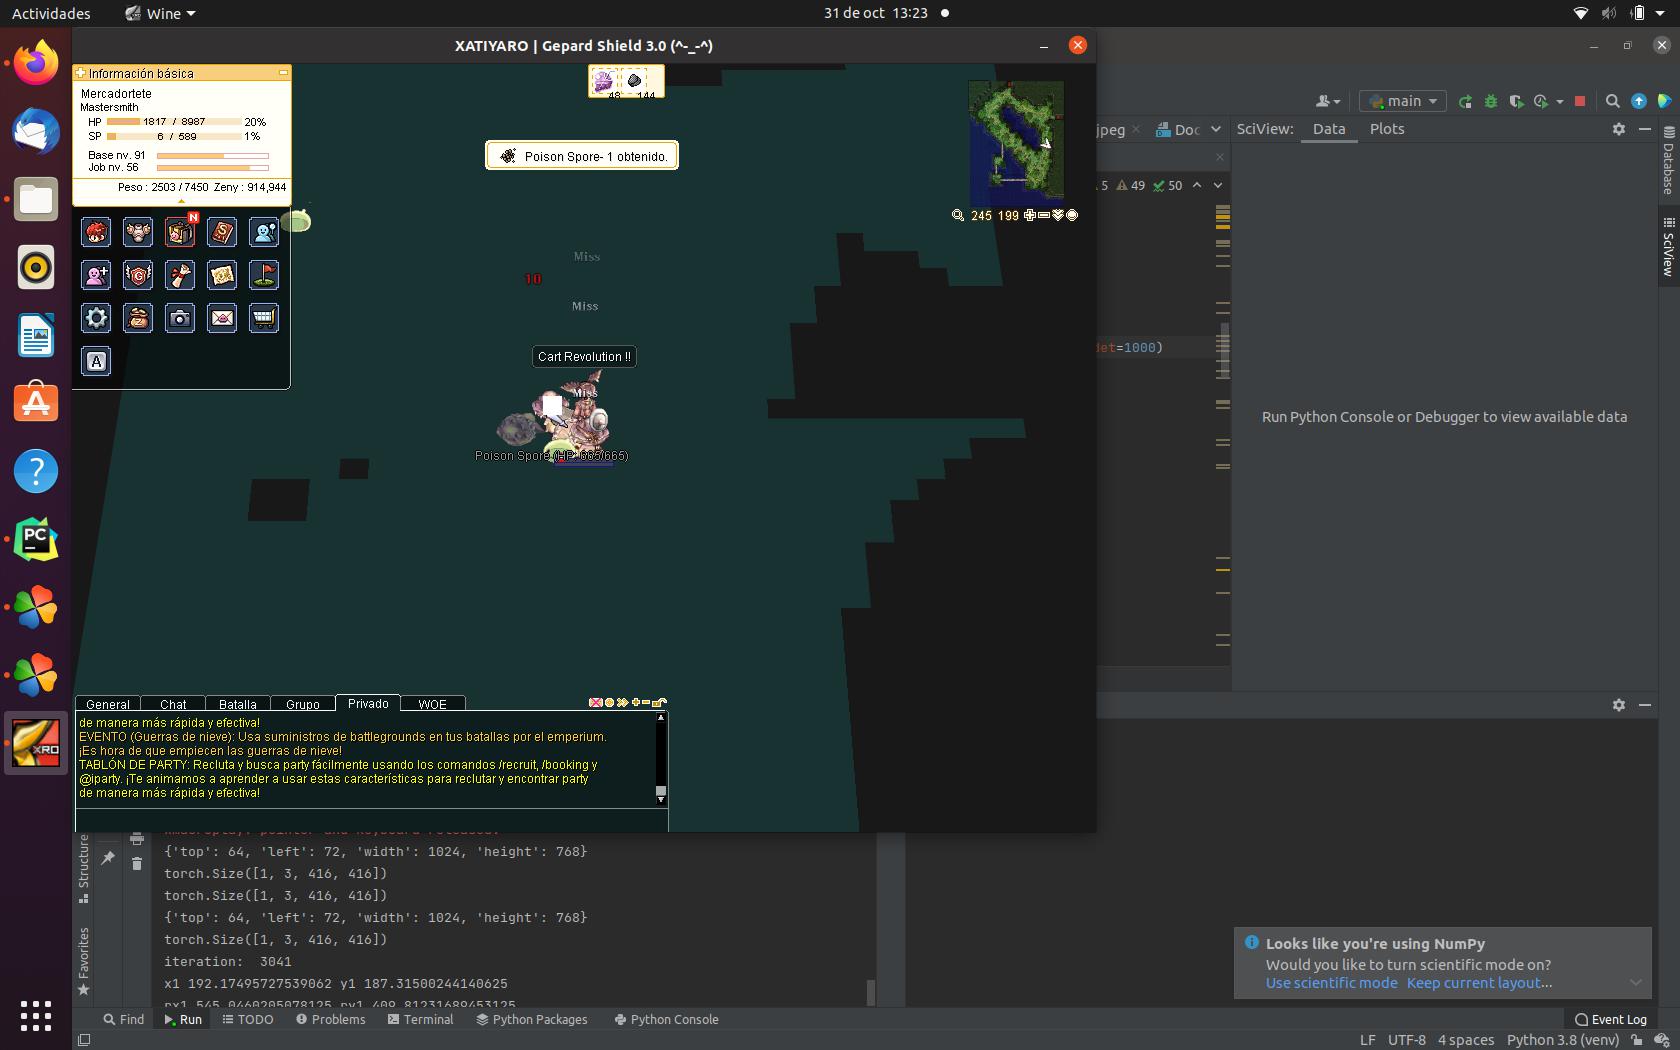 Actividades
Wine
31 de oct 13:23
XATIYARO | Gepard Shield 3.0 (^-_-^)
Información básica
Mercadortete
Mastersmith
HP 1817 / 8987 20%
SP 6 / 589 1%
Base nv. 91
Job nv. 56
Peso : 2503 / 7450 Zeny : 914,944
N
A
48 144
Poison Spore- 1 obtenido.
245 199
Miss
10
Miss
Cart Revolution !!
Miss
Poison Spore (HP: 665/665)
General
Chat
Batalla
Grupo
Privado
WOE
de manera más rápida y efectiva!
EVENTO (Guerras de nieve): Usa suministros de battlegrounds en tus batallas por el emperium.
¡Es hora de que empiecen las guerras de nieve!
TABLÓN DE PARTY: Recluta y busca party fácilmente usando los comandos /recruit, /booking y
@iparty. ¡Te animamos a aprender a usar estas características para reclutar y encontrar party
de manera más rápida y efectiva!
main
jpeg
Doc
SciView:
Data
Plots
5 49 50
det=1000)
Database
SciView
Run Python Console or Debugger to view available data
{'top': 64, 'left': 72, 'width': 1024, 'height': 768}
torch.Size([1, 3, 416, 416])
torch.Size([1, 3, 416, 416])
{'top': 64, 'left': 72, 'width': 1024, 'height': 768}
torch.Size([1, 3, 416, 416])
iteration:  3041
x1 192.17495727539062 y1 187.31500244140625
Structure
Favorites
PC
XRO
Looks like you're using NumPy
Would you like to turn scientific mode on?
Use scientific mode Keep current layout...
Find
Run
TODO
Problems
Terminal
Python Packages
Python Console
Event Log
LF UTF-8 4 spaces Python 3.8 (venv)